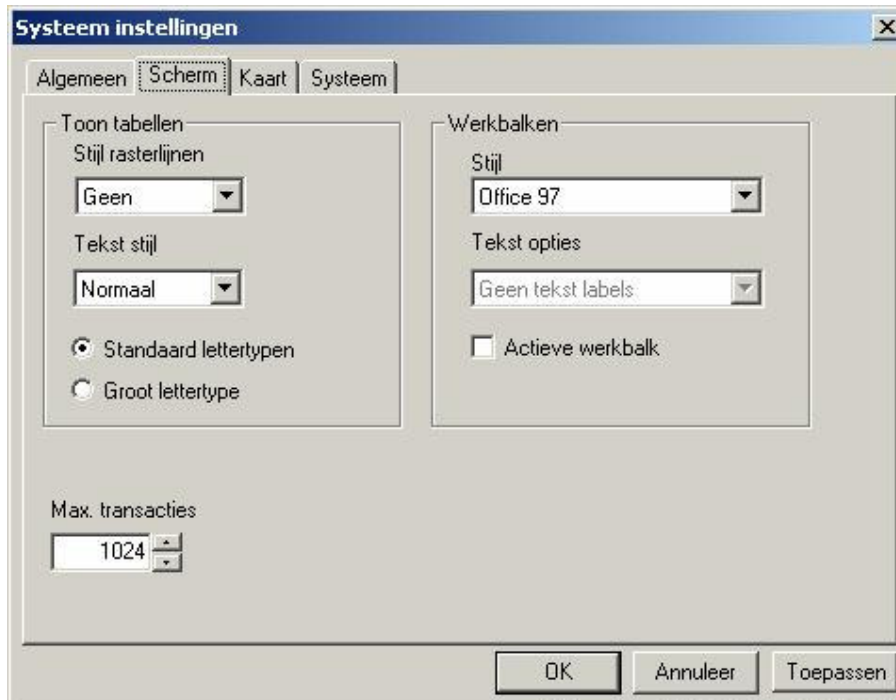 Systeem instellingen
Algemeen Scherm Kaart Systeem
Toon tabellen
Stijl rasterlijnen
Geen
Tekst stijl
Normaal
Standaard lettertypen
Groot lettertype
Werkbalken
Stijl
Office 97
Tekst opties
Geen tekst labels
Actieve werkbalk
Max. transacties
1024
OK Annuleer Toepassen